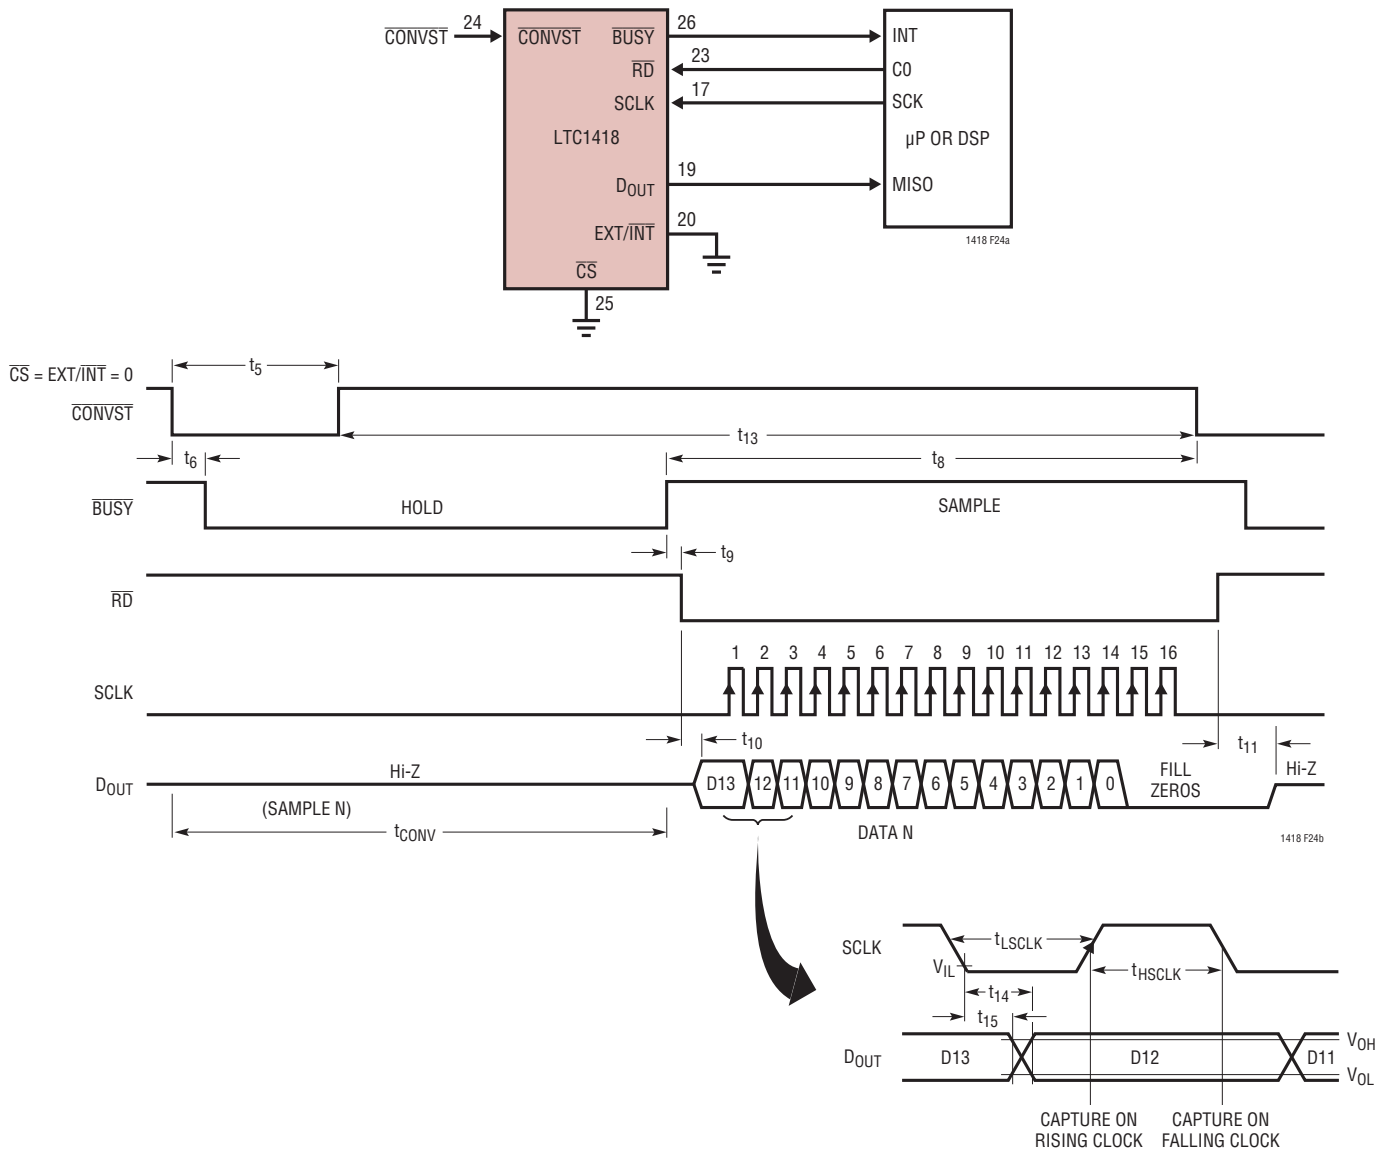 CONVST 24 CONVST BUSY 26 INT
RD 23 C0
SCLK 17 SCK
LTC1418 µP OR DSP
DOUT 19 MISO
EXT/INT 20
1418 F24a
CS
25
CS = EXT/INT = 0 t5
CONVST
t13
t6 t8
BUSY HOLD SAMPLE
t9
RD
1 2 3 4 5 6 7 8 9 10 11 12 13 14 15 16
SCLK
t10 t11
DOUT Hi-Z D13 12 11 10 9 8 7 6 5 4 3 2 1 0 FILL ZEROS Hi-Z
(SAMPLE N)
tCONV DATA N
1418 F24b
SCLK tLSCLK
VIL tHSCLK
t14
t15
VOH
DOUT D13 D12 D11
VOL
CAPTURE ON CAPTURE ON
RISING CLOCK FALLING CLOCK